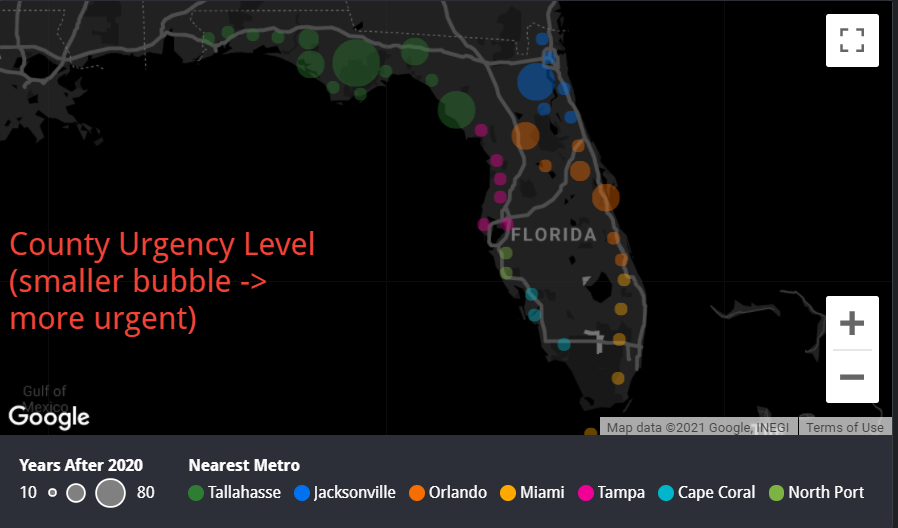 FLORIDA
County Urgency Level
(smaller bubble ->
more urgent)
Gulf of
Mexico
Google
Map data ©2021 Google, INEGI
Terms of Use
Years After 2020
Nearest Metro
10
80
Tallahasse
Jacksonville
Orlando
Miami
Tampa
Cape Coral
North Port